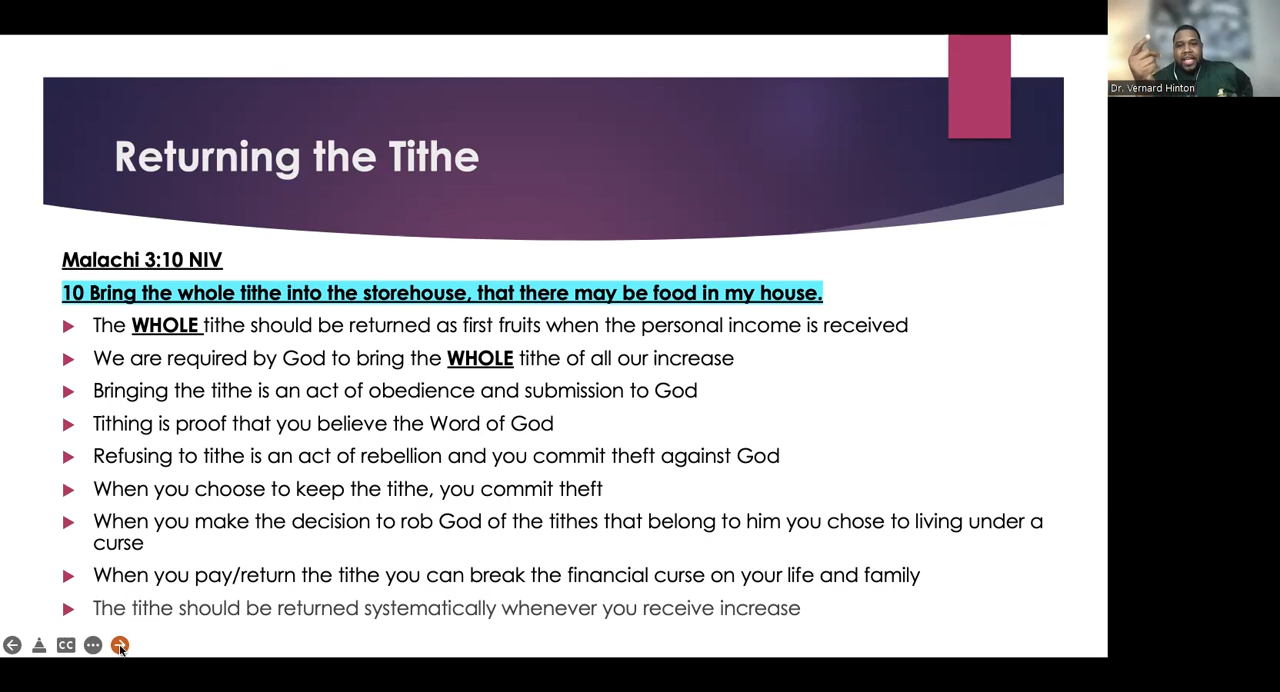 Returning the Tithe
Dr. Vernard Hinton
Malachi 3:10 NIV
10 Bring the whole tithe into the storehouse, that there may be food in my house.
The WHOLE tithe should be returned as first fruits when the personal income is received
We are required by God to bring the WHOLE tithe of all our increase
Bringing the tithe is an act of obedience and submission to God
Tithing is proof that you believe the Word of God
Refusing to tithe is an act of rebellion and you commit theft against God
When you choose to keep the tithe, you commit theft
When you make the decision to rob God of the tithes that belong to him you chose to living under a
curse
When you pay/return the tithe you can break the financial curse on your life and family
The tithe should be returned systematically whenever you receive increase
CC